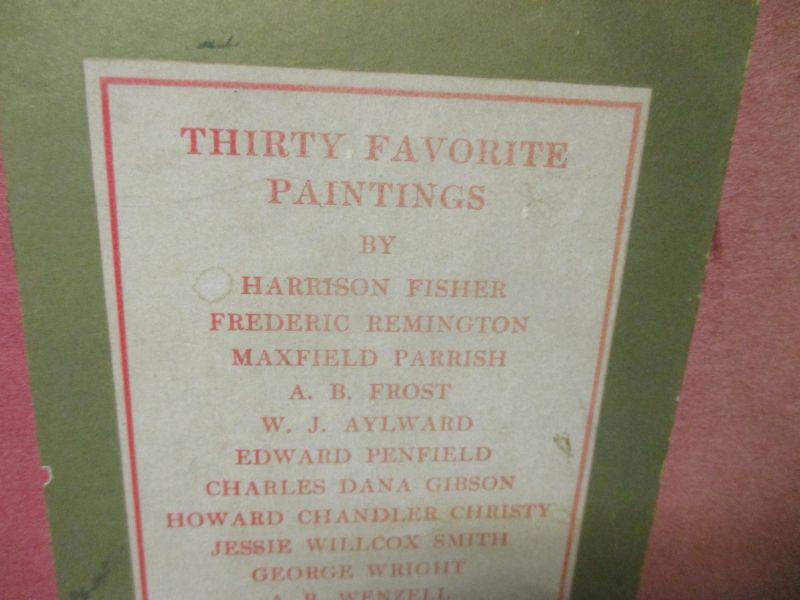 THIRTY FAVORITE
PAINTINGS
BY
HARRISON FISHER
FREDERIC REMINGTON
MAXFIELD PARRISH
A. B. FROST
W. J. AYLWARD
EDWARD PENFIELD
CHARLES DANA GIBSON
HOWARD CHANDLER CHRISTY
JESSIE WILLCOX SMITH
GEORGE WRIGHT
A. B. WENZELL